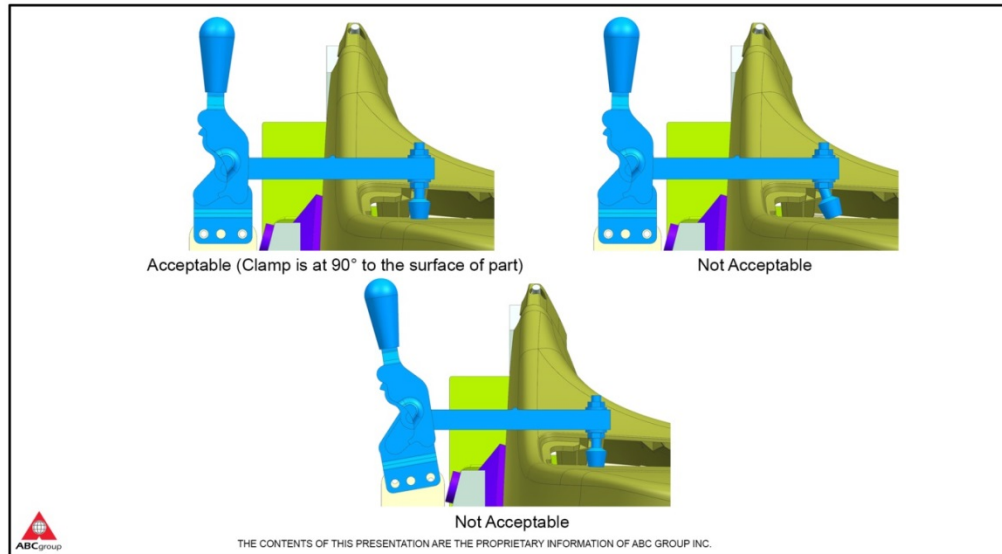 Acceptable (Clamp is at 90° to the surface of part)
Not Acceptable
Not Acceptable
ABCgroup
THE CONTENTS OF THIS PRESENTATION ARE THE PROPRIETARY INFORMATION OF ABC GROUP INC.